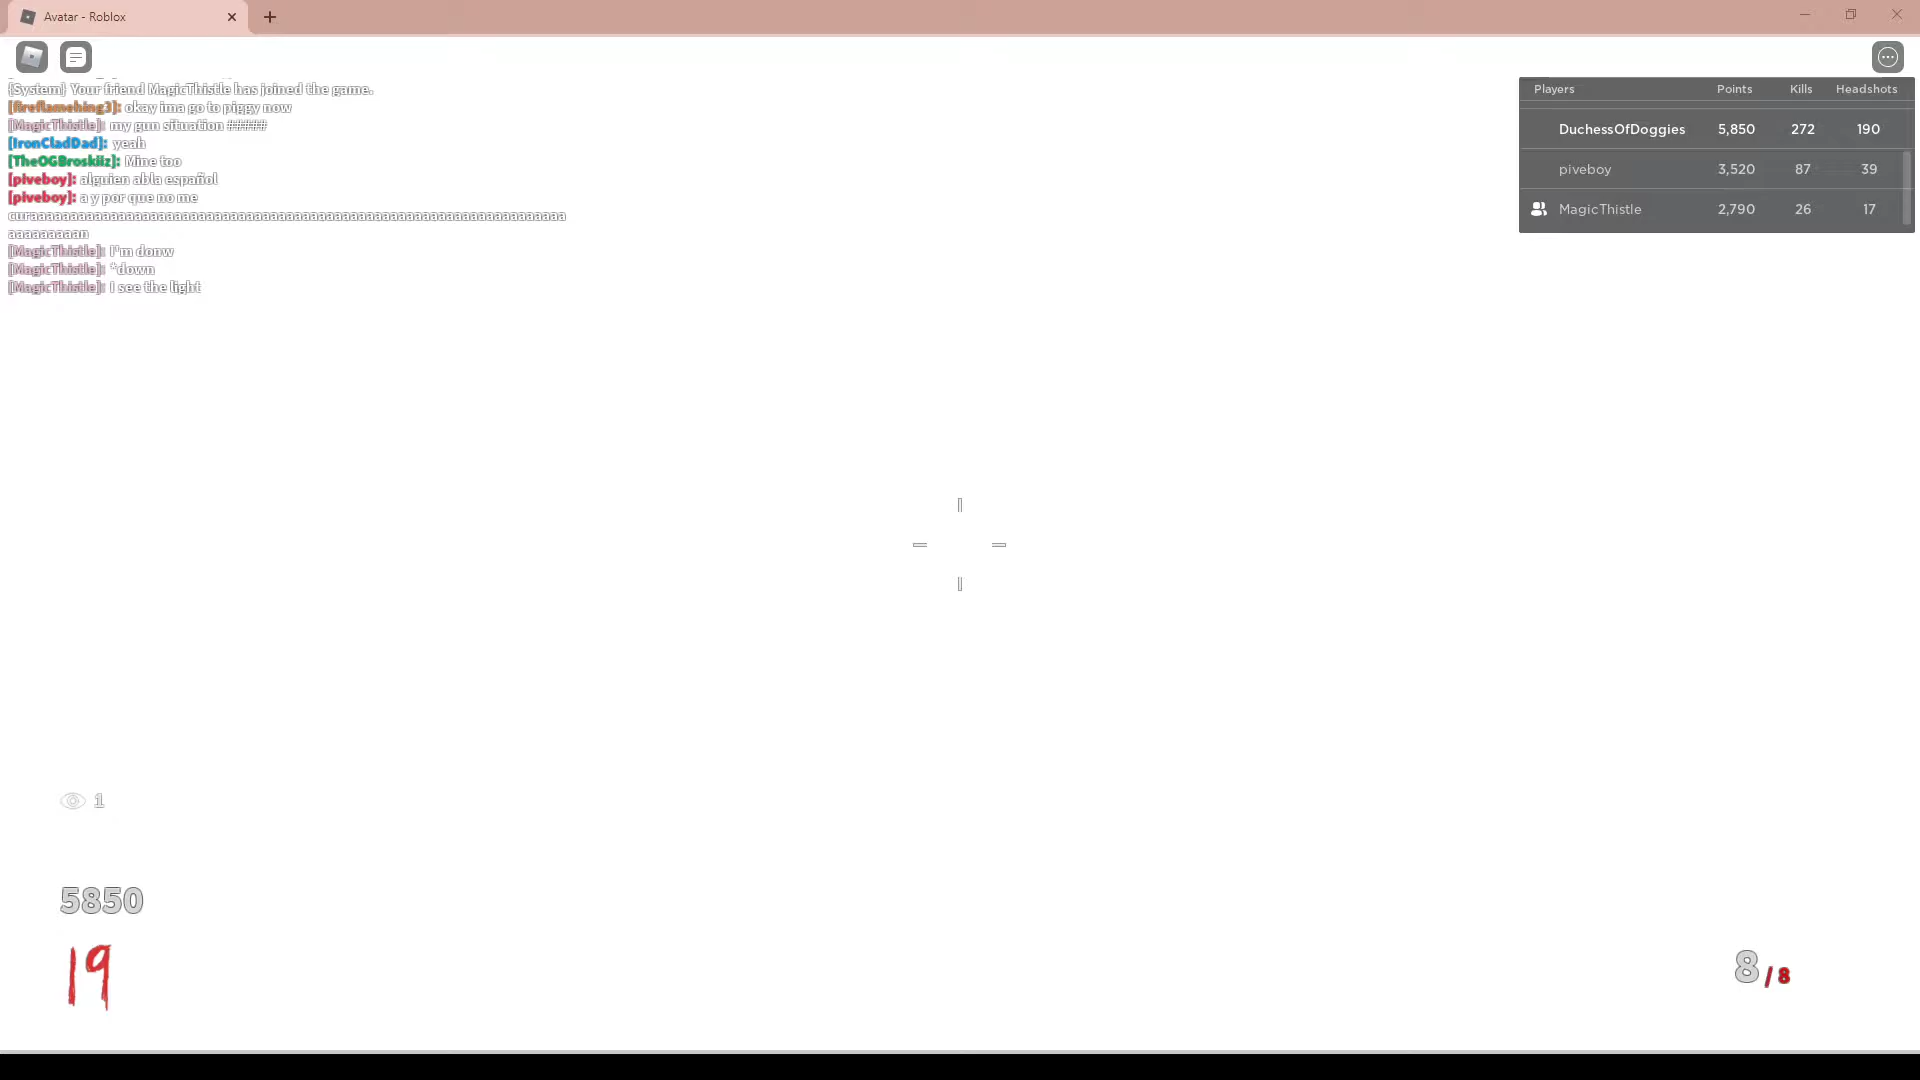 Avatar - Roblox
{System} Your friend MagicThistle has joined the game.
[fireflamehing3]: okay ima go to piggy now
[MagicThistle]: my gun situation #####
[IronCladDad]: yeah
[TheOGBroskiiz]: Mine too
[piveboy]: alguien abla español
[piveboy]: a y por que no me
curaaaaaaaaaaaaaaaaaaaaaaaaaaaaaaaaaaaaaaaaaaaaaaaaaaaaaaaaaaaaaaaaaa
aaaaaaaaan
[MagicThistle]: I'm donw
[MagicThistle]: *down
[MagicThistle]: I see the light
Players Points Kills Headshots
DuchessOfDoggies 5,850 272 190
piveboy 3,520 87 39
MagicThistle 2,790 26 17
1
5850
19
8 / 8